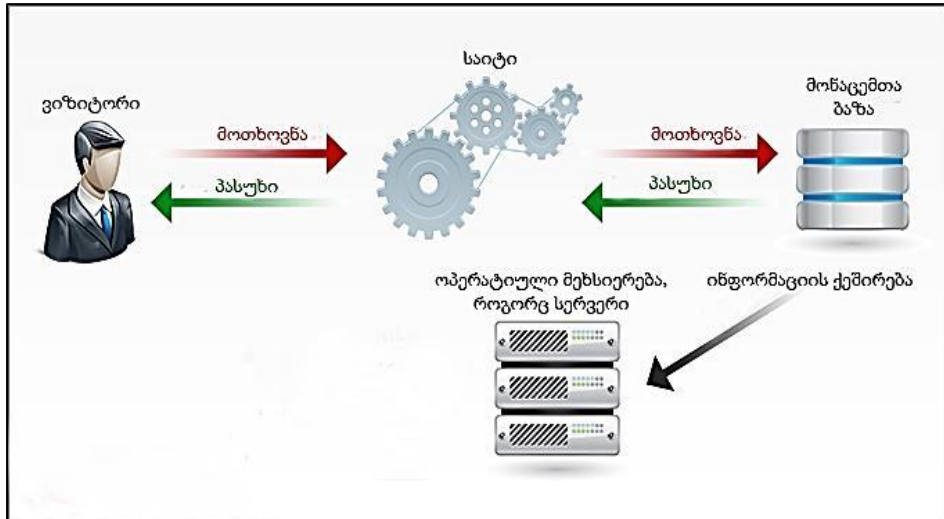 საიტი
ვიზიტორი
მონაცემთა
ბაზა
მოთხოვნა
მოთხოვნა
პასუხი
პასუხი
ოპერატიული მეხსიერება,
როგორც სერვერი
ინფორმაციის ქეშირება